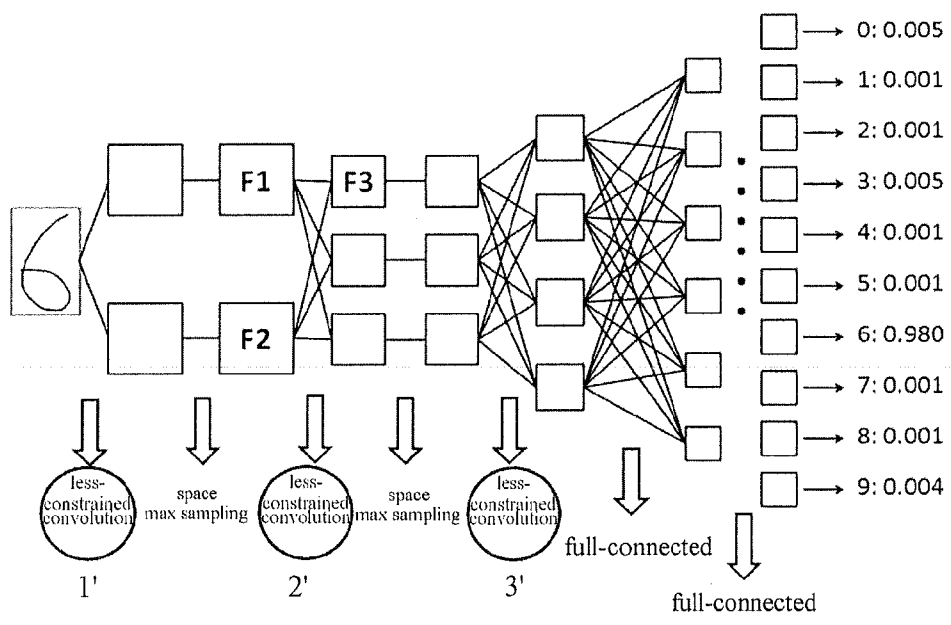 0: 0.005
1: 0.001
2: 0.001
3: 0.005
4: 0.001
5: 0.001
6: 0.980
7: 0.001
8: 0.001
9: 0.004
F1
F3
F2
less-
constrained
convolution
1'
space
max sampling
less-
constrained
convolution
2'
space
max sampling
less-
constrained
convolution
3'
full-connected
full-connected